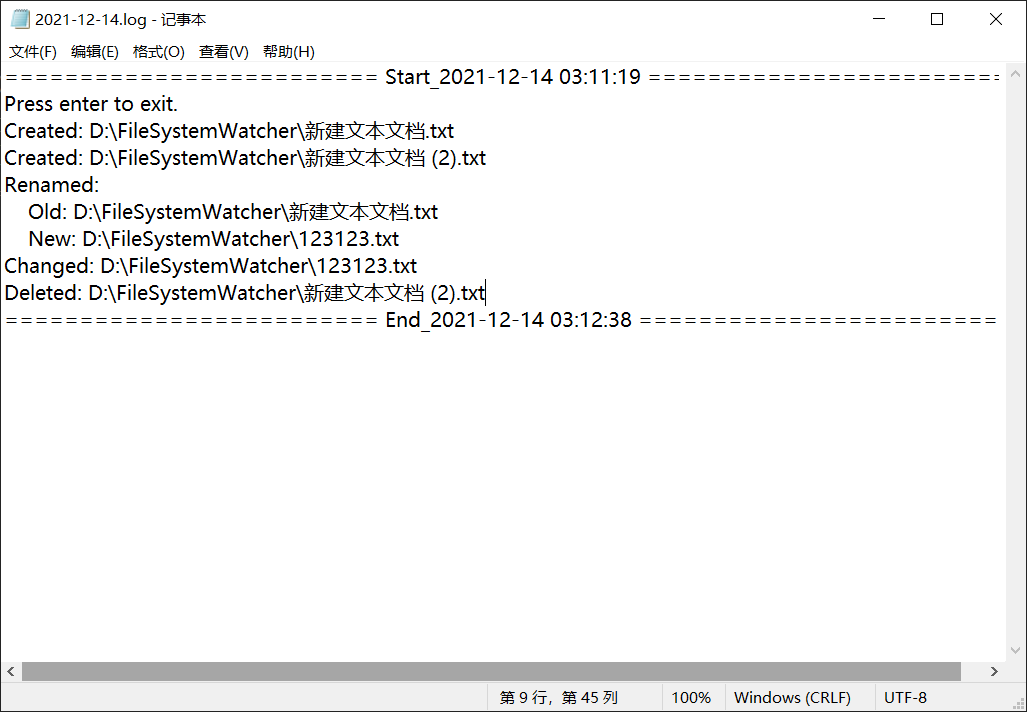 2021-12-14.log - 记事本
文件(F) 编辑(E) 格式(O) 查看(V) 帮助(H)
========================= Start_2021-12-14 03:11:19 ========================
Press enter to exit.
Created: D:\FileSystemWatcher\新建文本文档.txt
Created: D:\FileSystemWatcher\新建文本文档 (2).txt
Renamed:
    Old: D:\FileSystemWatcher\新建文本文档.txt
    New: D:\FileSystemWatcher\123123.txt
Changed: D:\FileSystemWatcher\123123.txt
Deleted: D:\FileSystemWatcher\新建文本文档 (2).txt
========================= End_2021-12-14 03:12:38 ========================
第 9 行，第 45 列 100% Windows (CRLF) UTF-8